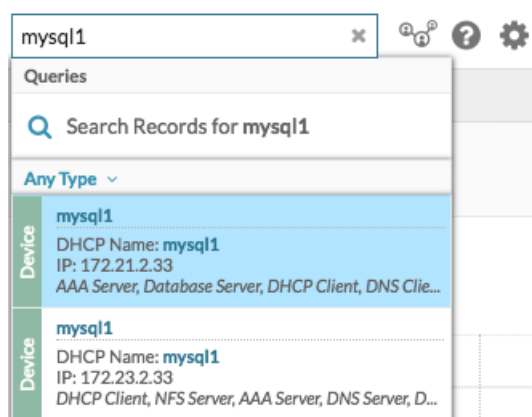 mysql1
Queries
Search Records for mysql1
Any Type
Device
mysql1
DHCP Name: mysql1
IP: 172.21.2.33
AAA Server, Database Server, DHCP Client, DNS Clie...
Device
mysql1
DHCP Name: mysql1
IP: 172.23.2.33
DHCP Client, NFS Server, AAA Server, DNS Server, D...